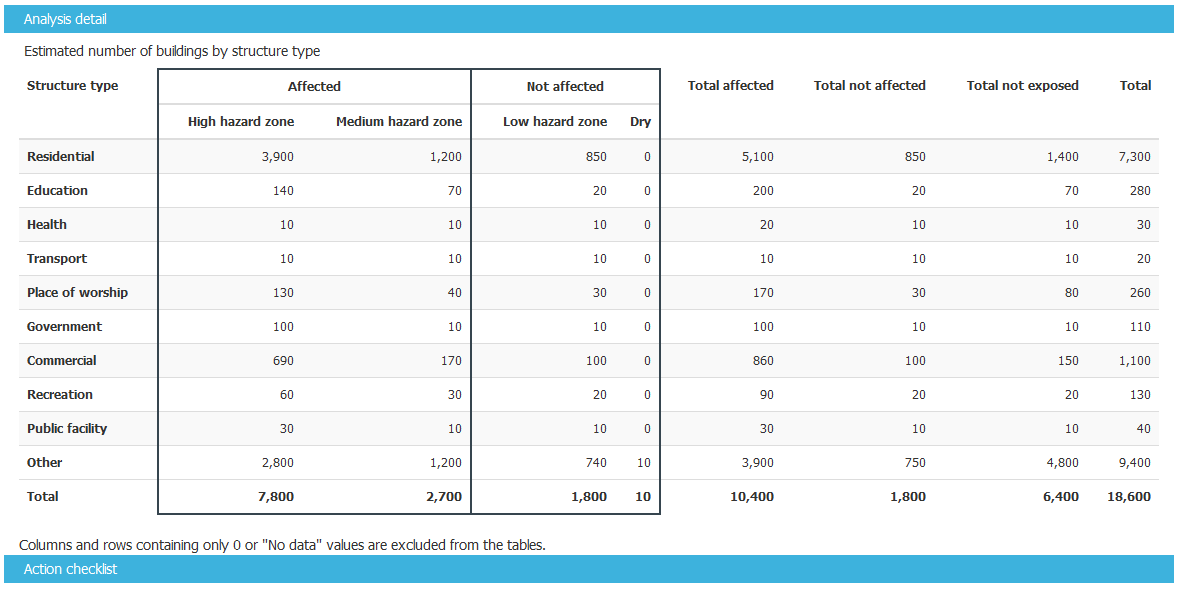 Analysis detail
Estimated number of buildings by structure type
Structure type Affected Not affected Total affected Total not affected Total not exposed Total
High hazard zone Medium hazard zone Low hazard zone Dry
Residential 3,900 1,200 850 0 5,100 850 1,400 7,300
Education 140 70 20 0 200 20 70 280
Health 10 10 10 0 20 10 10 30
Transport 10 10 10 0 10 10 10 20
Place of worship 130 40 30 0 170 30 80 260
Government 100 10 10 0 100 10 10 110
Commercial 690 170 100 0 860 100 150 1,100
Recreation 60 30 20 0 90 20 20 130
Public facility 30 10 10 0 30 10 10 40
Other 2,800 1,200 740 10 3,900 750 4,800 9,400
Total 7,800 2,700 1,800 10 10,400 1,800 6,400 18,600
Columns and rows containing only 0 or "No data" values are excluded from the tables.
Action checklist